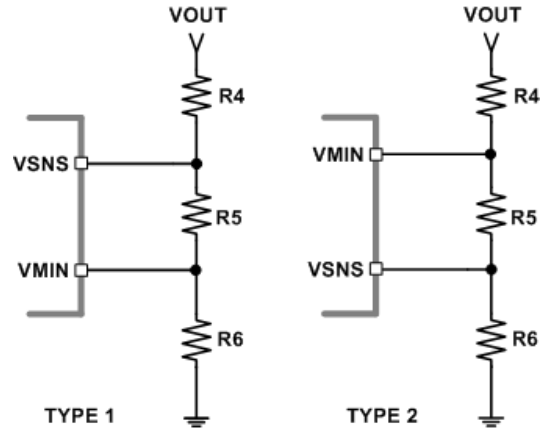 VOUT
R4
VSNS
R5
VMIN
R6
TYPE 1
VOUT
R4
VMIN
R5
VSNS
R6
TYPE 2